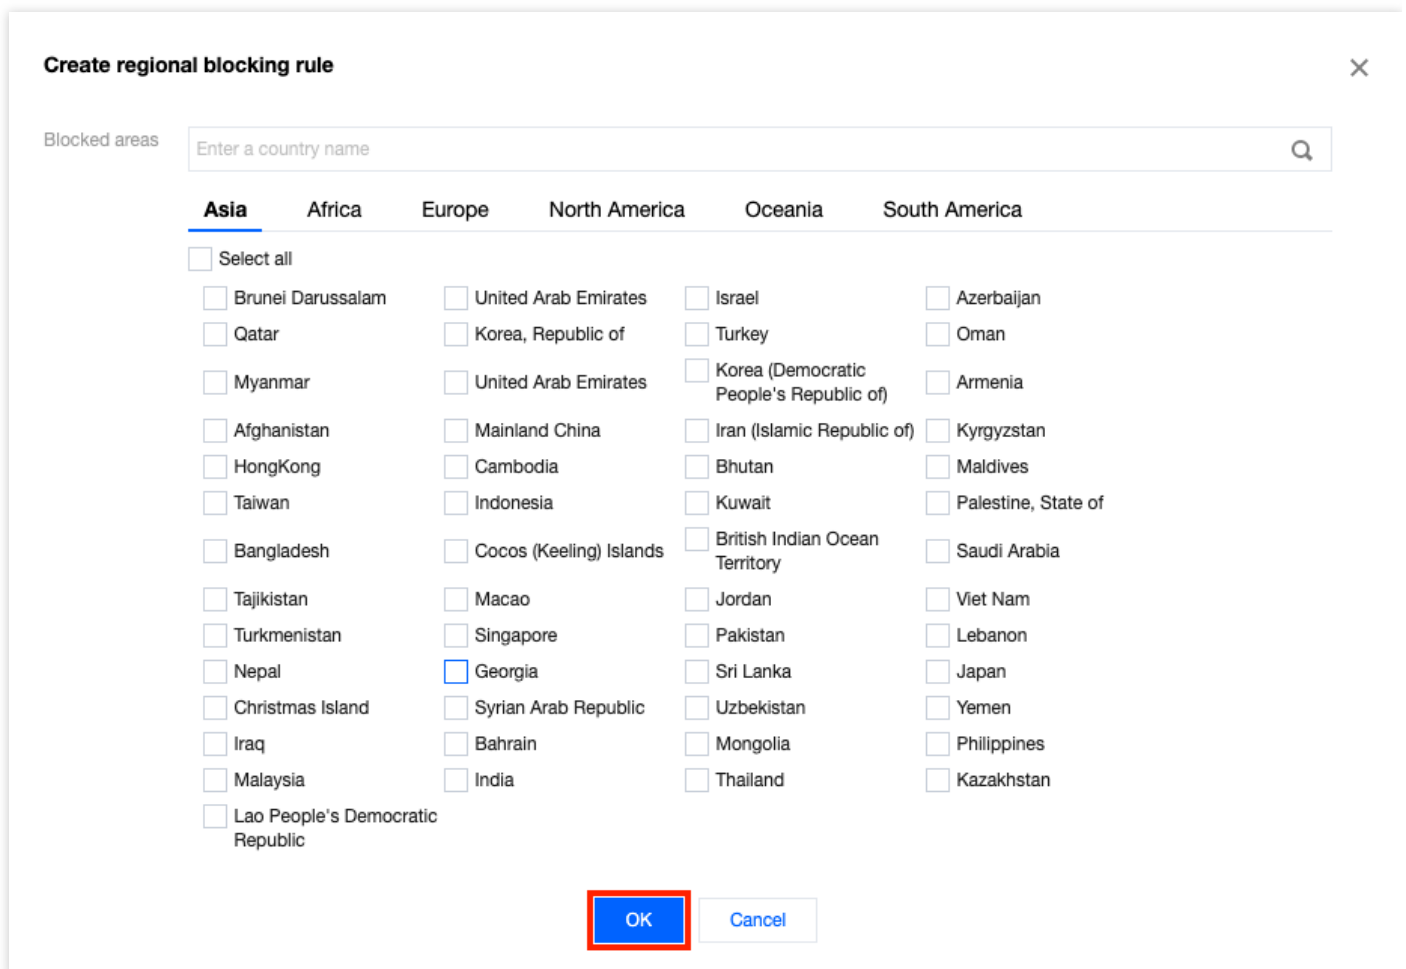 Create regional blocking rule
Blocked areas
Enter a country name
Asia Africa Europe North America Oceania South America
Select all
Brunei Darussalam United Arab Emirates Israel Azerbaijan
Qatar Korea, Republic of Turkey Oman
Myanmar United Arab Emirates Korea (Democratic People's Republic of) Armenia
Afghanistan Mainland China Iran (Islamic Republic of) Kyrgyzstan
HongKong Cambodia Bhutan Maldives
Taiwan Indonesia Kuwait Palestine, State of
Bangladesh Cocos (Keeling) Islands British Indian Ocean Territory Saudi Arabia
Tajikistan Macao Jordan Viet Nam
Turkmenistan Singapore Pakistan Lebanon
Nepal Georgia Sri Lanka Japan
Christmas Island Syrian Arab Republic Uzbekistan Yemen
Iraq Bahrain Mongolia Philippines
Malaysia India Thailand Kazakhstan
Lao People's Democratic
Republic
OK Cancel